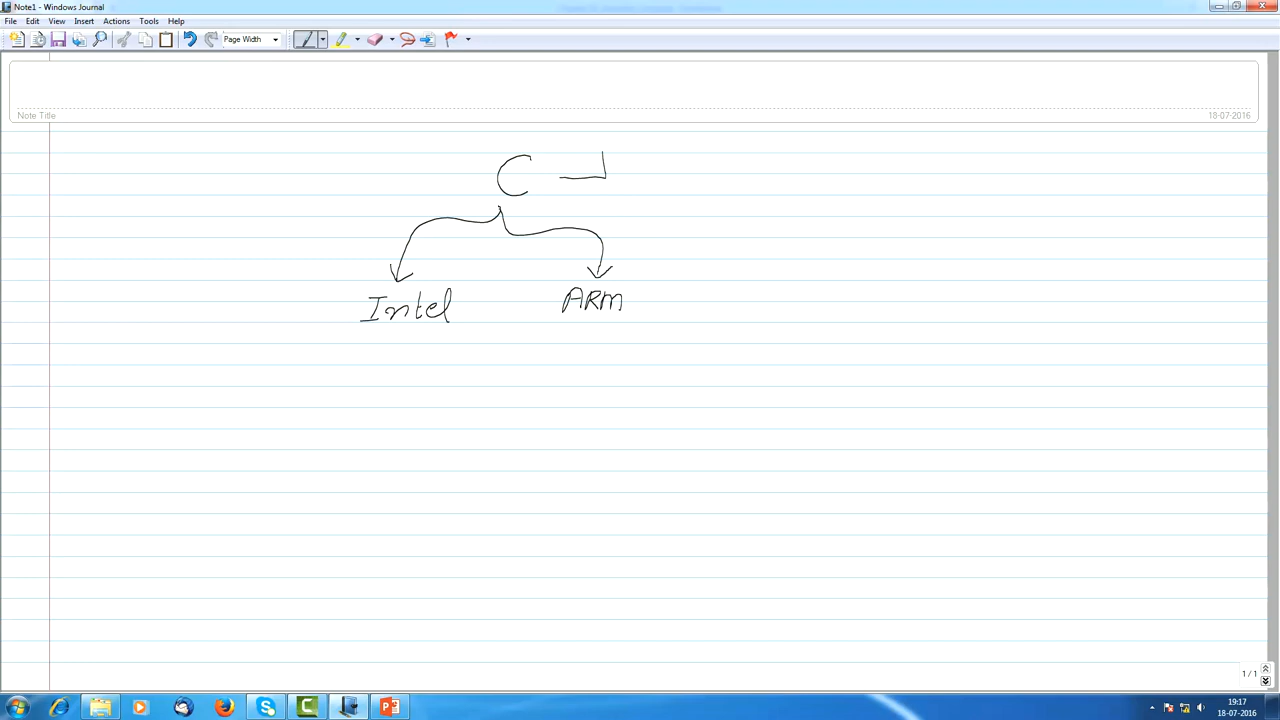 Note1 - Windows Journal
File Edit View Insert Actions Tools Help
Page Width
Note Title
18-07-2016
C
Intel ARM
1/1
19:17
18-07-2016